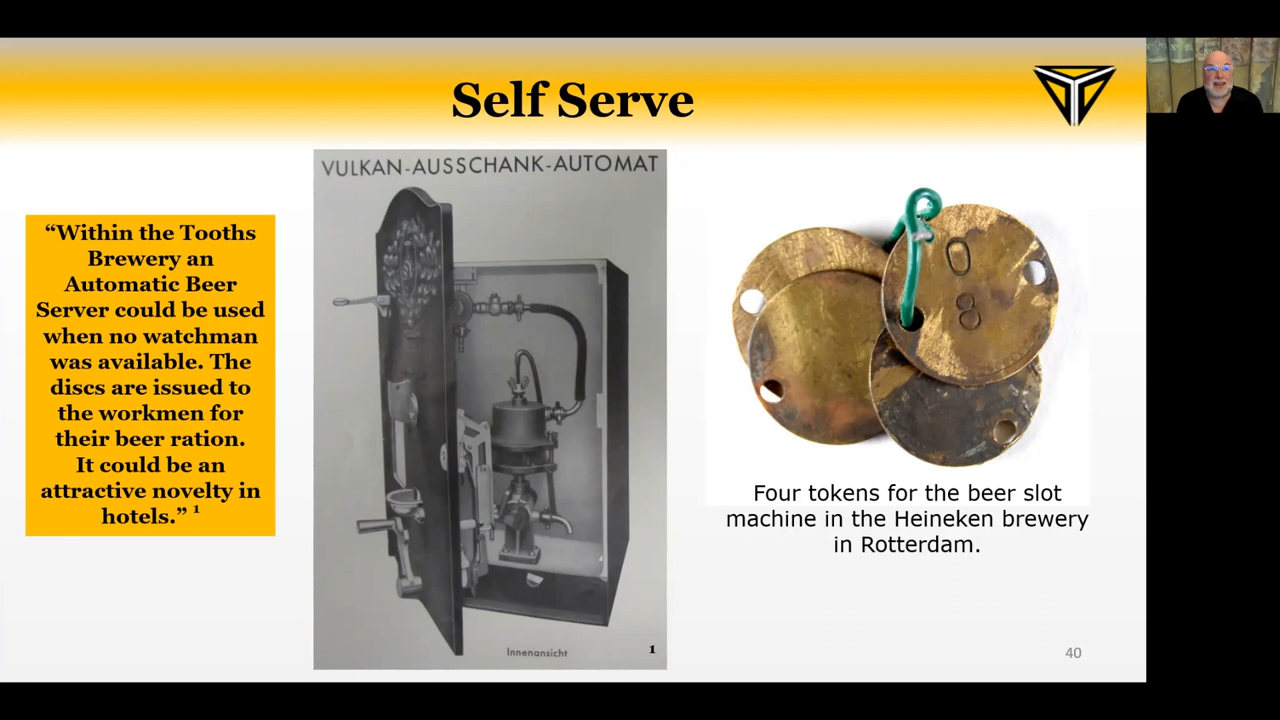 Self Serve
“Within the Tooths
Brewery an
Automatic Beer
Server could be used
when no watchman
was available. The
discs are issued to
the workmen for
their beer ration.
It could be an
attractive novelty in
hotels.” 1
VULKAN-AUSSCHANK-AUTOMAT
Innenansicht
1
0
8
Four tokens for the beer slot
machine in the Heineken brewery
in Rotterdam.
40